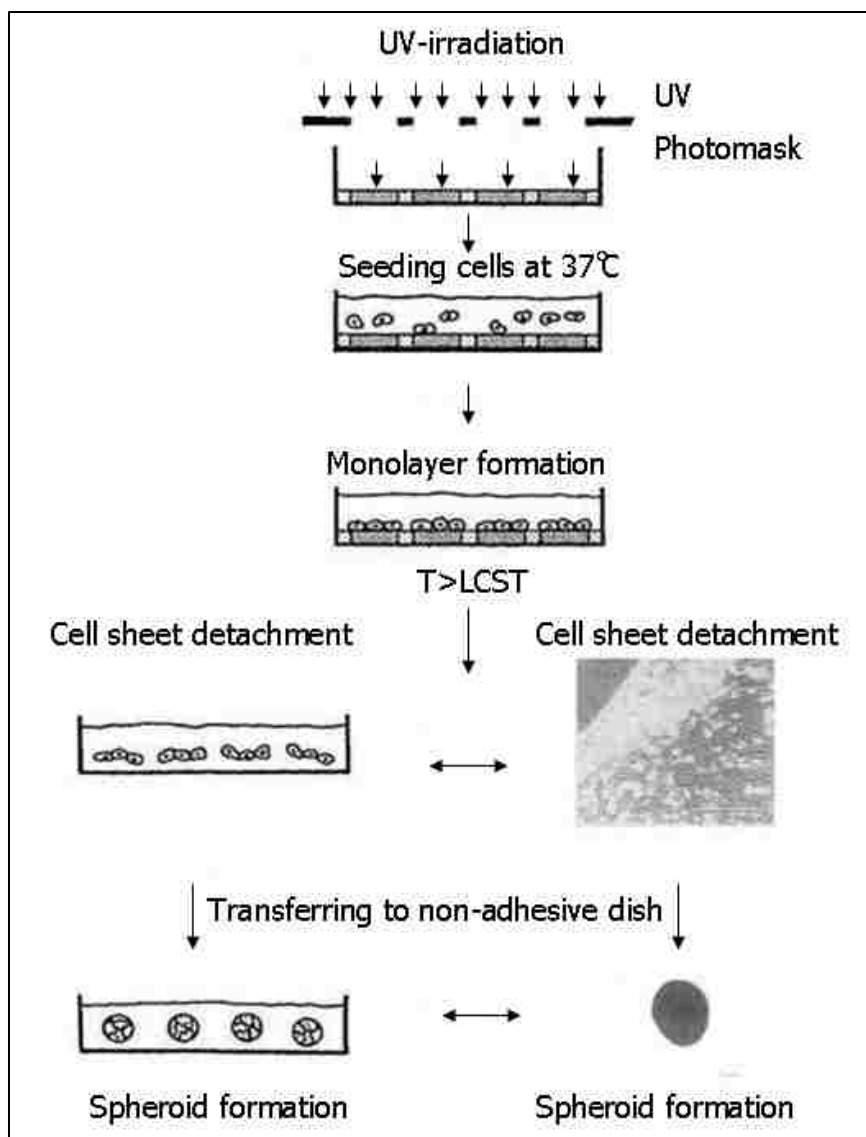 UV-irradiation
UV
Photomask
Seeding cells at 37℃
Monolayer formation
T>LCST
Cell sheet detachment
Cell sheet detachment
Transferring to non-adhesive dish
Spheroid formation
Spheroid formation